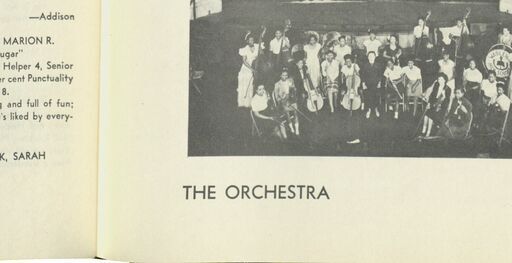 —Addison
MARION R.
ugar"
Helper 4, Senior
er cent Punctuality
8.
g and full of fun;
's liked by every-
K, SARAH
THE ORCHESTRA